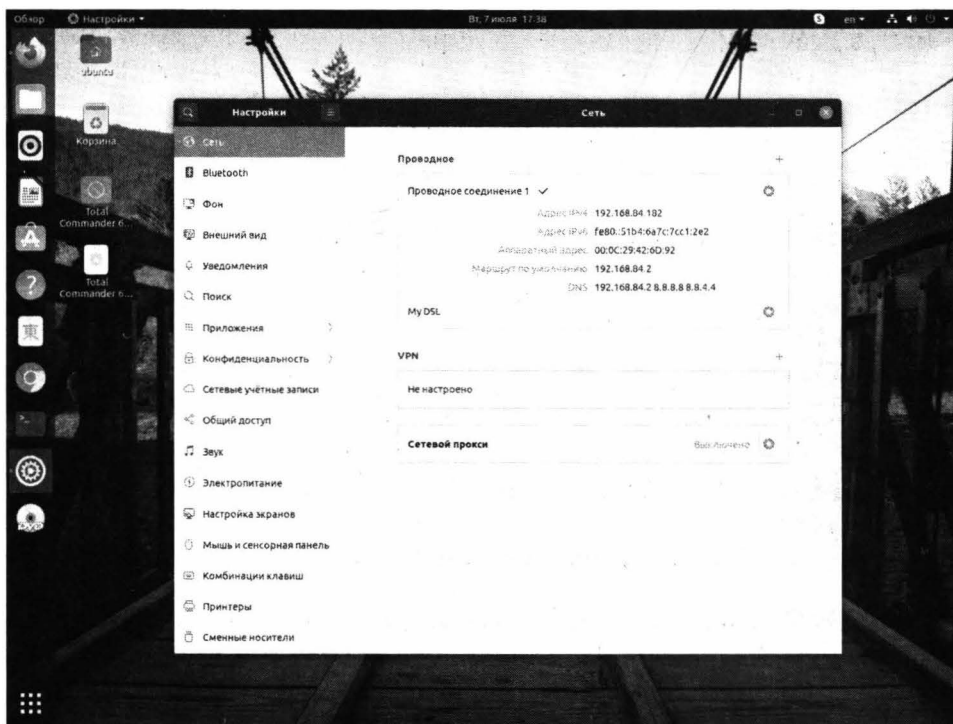 Обзор
Настройки
Вт, 7 июля 17:38
en
ubuntu
Корзина
Total
Commander 6...
Total
Commander 6...
Настройки
Сеть
Bluetooth
Фон
Внешний вид
Уведомления
Поиск
Приложения
Конфиденциальность
Сетевые учётные записи
Общий доступ
Звук
Электропитание
Настройка экранов
Мышь и сенсорная панель
Комбинации клавиш
Принтеры
Сменные носители
Сеть
Проводное
Проводное соединение 1
Адрес IPv4 192.168.84.182
Адрес IPv6 fe80::51b4:6a7c:7cc1:2e2
Аппаратный адрес 00:0C:29:42:6D:92
Маршрут по умолчанию 192.168.84.2
DNS 192.168.84.2 8.8.8.8 8.8.4.4
My DSL
VPN
Не настроено
Сетевой прокси Выключено